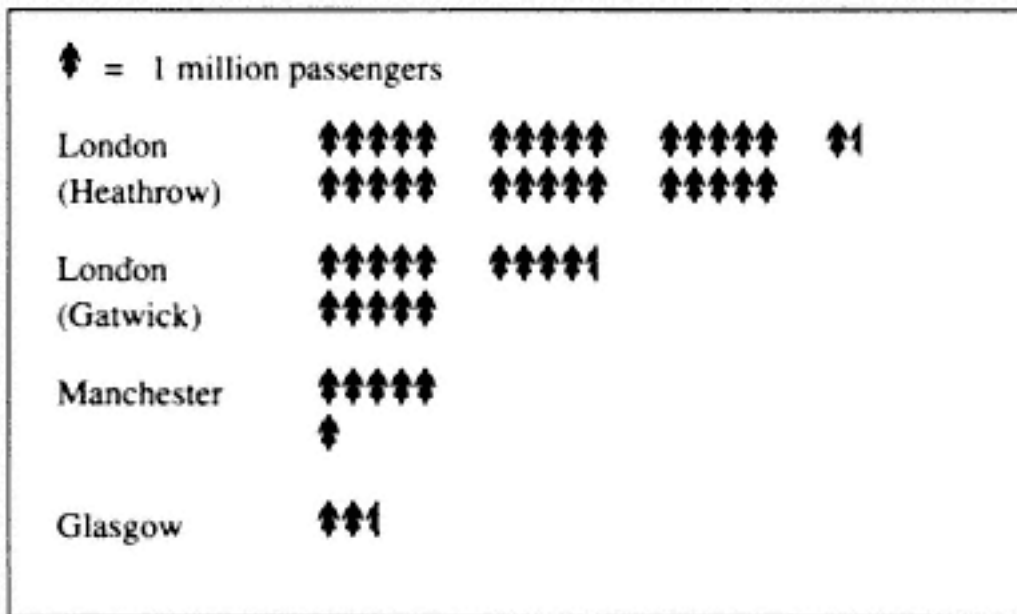 = 1 million passengers
London
(Heathrow)
London
(Gatwick)
Manchester
Glasgow